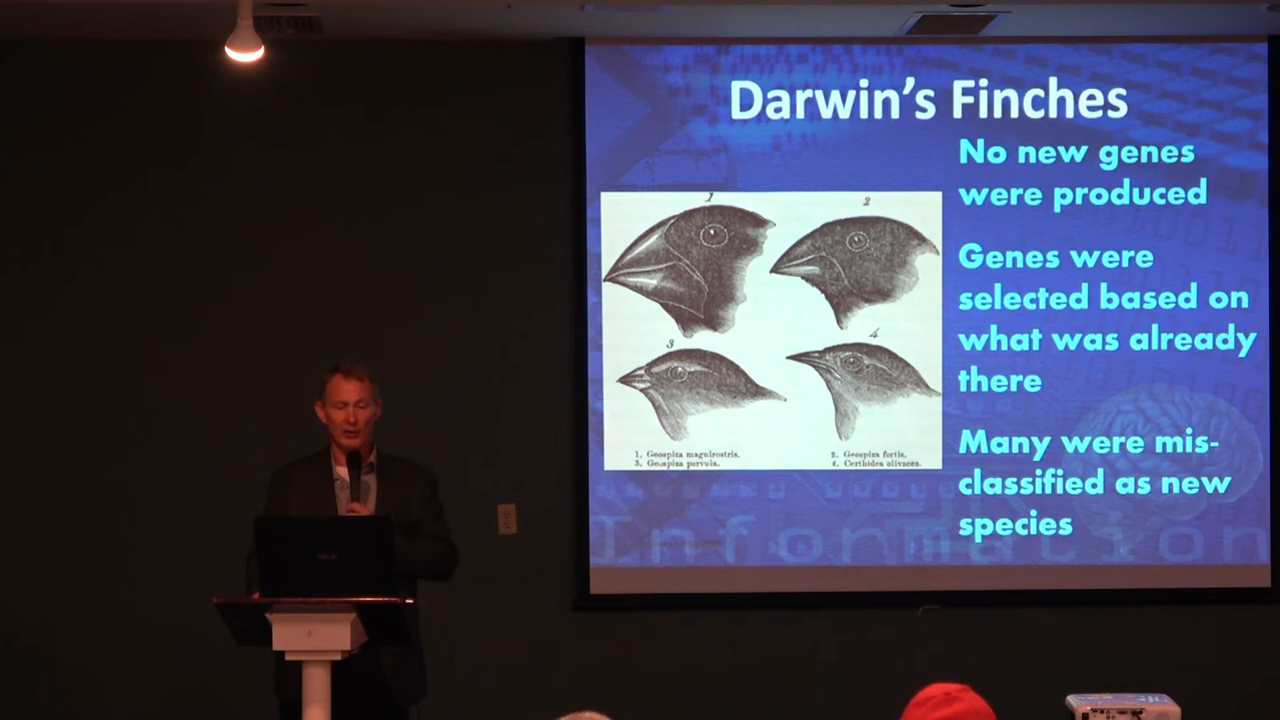 Darwin's Finches
No new genes
were produced
Genes were
selected based on
what was already
there
Many were mis-
classified as new
species
1
2
3
4
1. Geospiza magnirostris.
2. Geospiza fortis.
3. Geospiza parvula.
4. Certhidea olivacea.
Information